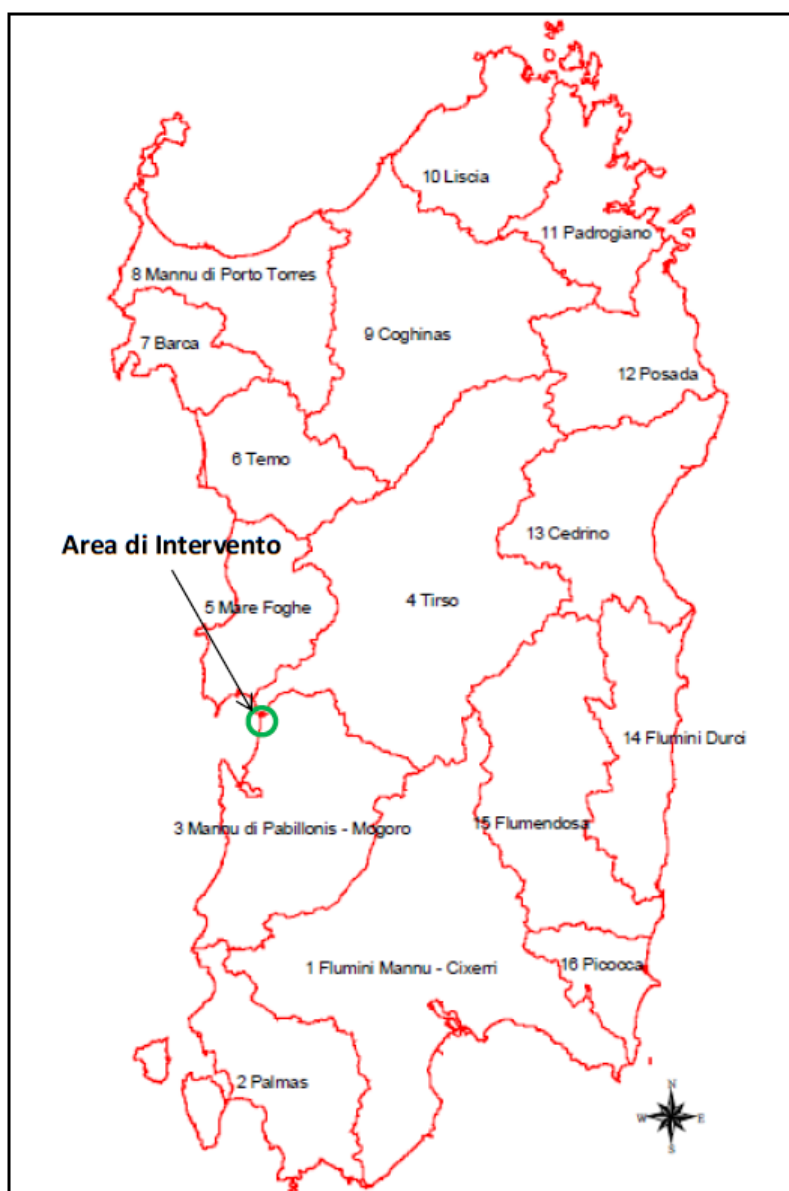 10 Liscia
11 Padrogiano
8 Mannu di Porto Torres
9 Coghinas
7 Barca
12 Posada
6 Temo
13 Cedrino
Area di Intervento
4 Tirso
5 Mare Foghe
14 Flumini Durci
15 Flumendosa
3 Mannu di Pabillonis - Mogoro
16 Picocca
1 Flumini Mannu - Cixerri
2 Palmas
N
W E
S